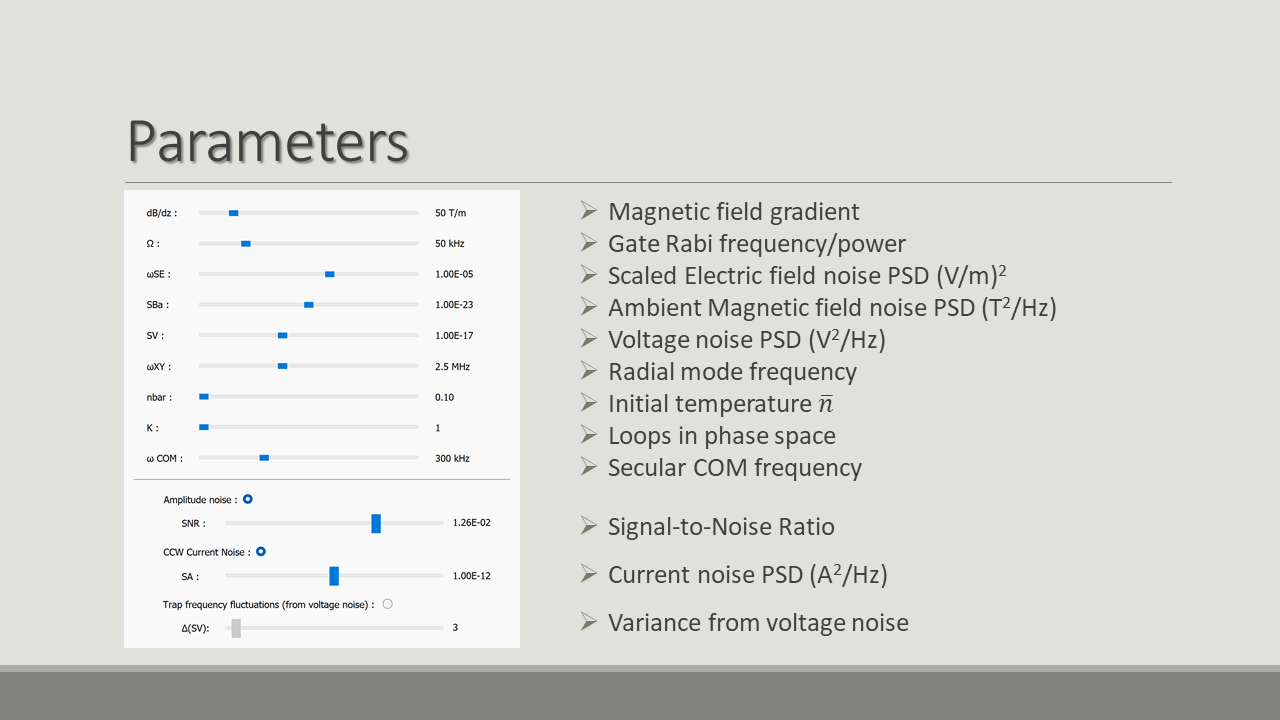 Parameters
dB/dz : 50 T/m
Ω : 50 kHz
ωSE : 1.00E-05
SBa : 1.00E-23
SV : 1.00E-17
ωXY : 2.5 MHz
nbar : 0.10
K : 1
ω COM : 300 kHz
Amplitude noise :
SNR : 1.26E-02
CCW Current Noise :
SA : 1.00E-12
Trap frequency fluctuations (from voltage noise) :
Δ(SV): 3
Magnetic field gradient
Gate Rabi frequency/power
Scaled Electric field noise PSD (V/m)²
Ambient Magnetic field noise PSD (T²/Hz)
Voltage noise PSD (V²/Hz)
Radial mode frequency
Initial temperature n̅
Loops in phase space
Secular COM frequency
Signal-to-Noise Ratio
Current noise PSD (A²/Hz)
Variance from voltage noise